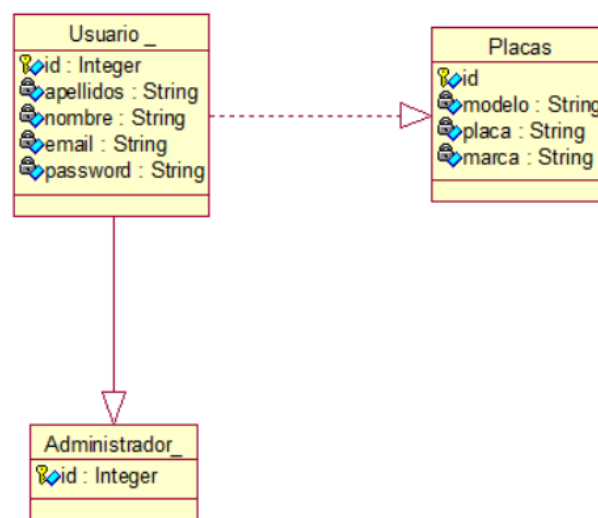 Usuario _
id : Integer
apellidos : String
nombre : String
email : String
password : String
Placas
id
modelo : String
placa : String
marca : String
Administrador_
id : Integer